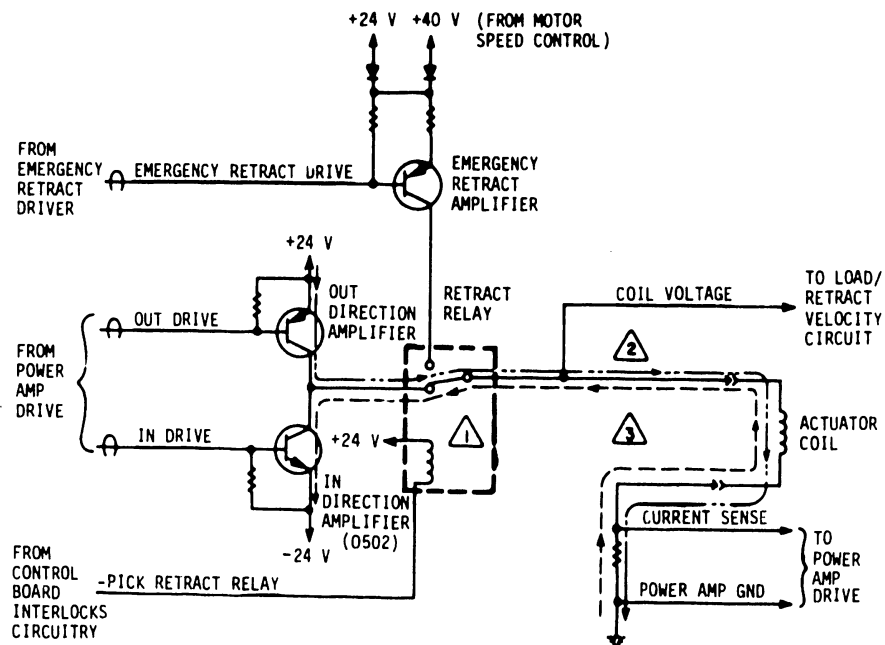 +24 V +40 V (FROM MOTOR
SPEED CONTROL)
FROM
EMERGENCY
RETRACT
DRIVER
EMERGENCY RETRACT DRIVE
EMERGENCY
RETRACT
AMPLIFIER
+24 V
OUT
DIRECTION
AMPLIFIER
OUT DRIVE
FROM
POWER
AMP
DRIVE
IN DRIVE
RETRACT
RELAY
COIL VOLTAGE
TO LOAD/
RETRACT
VELOCITY
CIRCUIT
2
1
3
+24 V
ACTUATOR
COIL
IN
DIRECTION
AMPLIFIER
(0502)
-24 V
CURRENT SENSE
POWER AMP GND
TO
POWER
AMP
DRIVE
FROM
CONTROL
BOARD
INTERLOCKS
CIRCUITRY
-PICK RETRACT RELAY